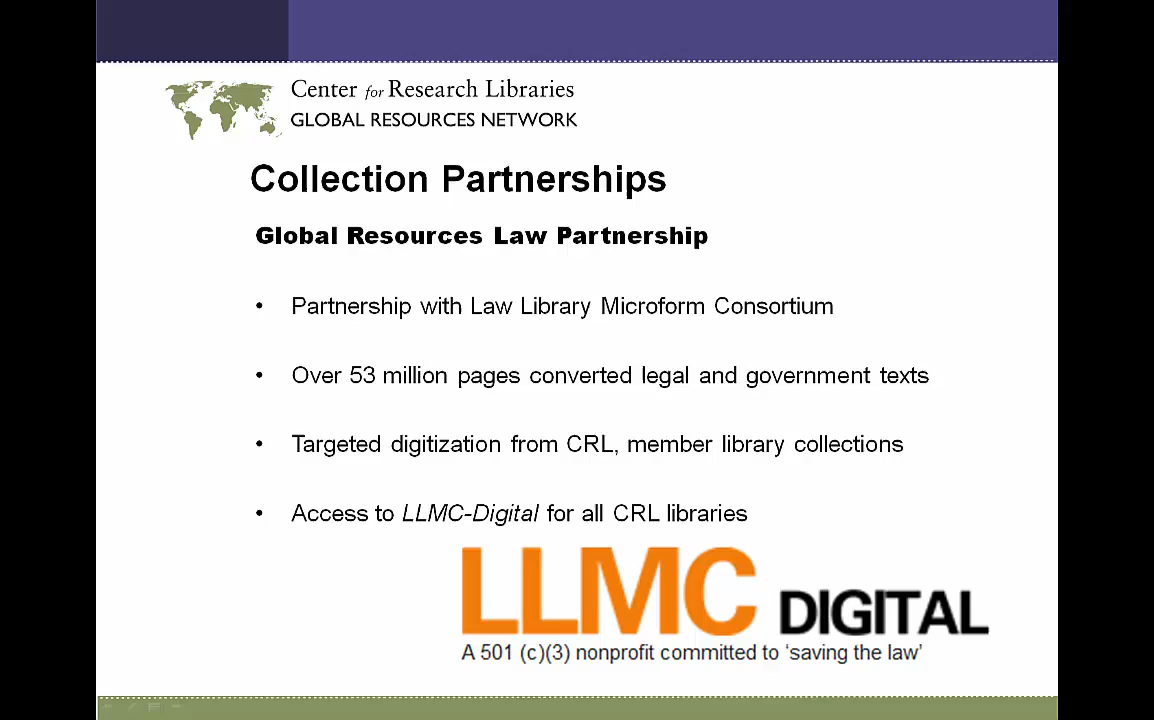 Center for Research Libraries
GLOBAL RESOURCES NETWORK
Collection Partnerships
Global Resources Law Partnership
• Partnership with Law Library Microform Consortium
• Over 53 million pages converted legal and government texts
• Targeted digitization from CRL, member library collections
• Access to LLMC-Digital for all CRL libraries
LLMC DIGITAL
A 501 (c)(3) nonprofit committed to ‘saving the law’